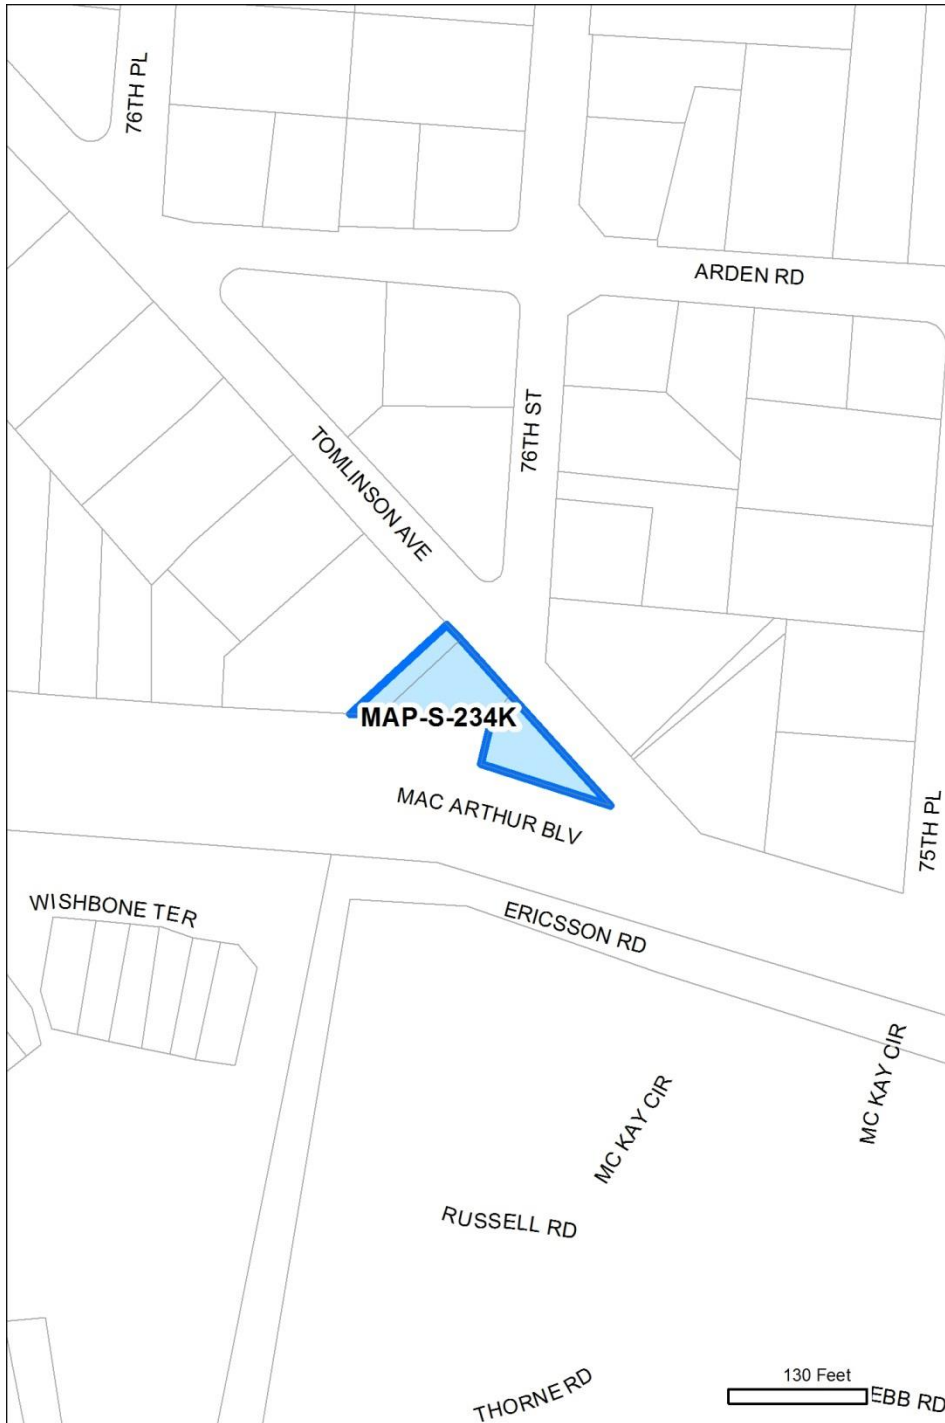 76TH PL
ARDEN RD
76TH ST
TOMLINSON AVE
MAP-S-234K
MAC ARTHUR BLV
75TH PL
WISHBONE TER
ERICSSON RD
MC KAY CIR
MC KAY CIR
RUSSELL RD
130 Feet
THORNE RD
EBB RD